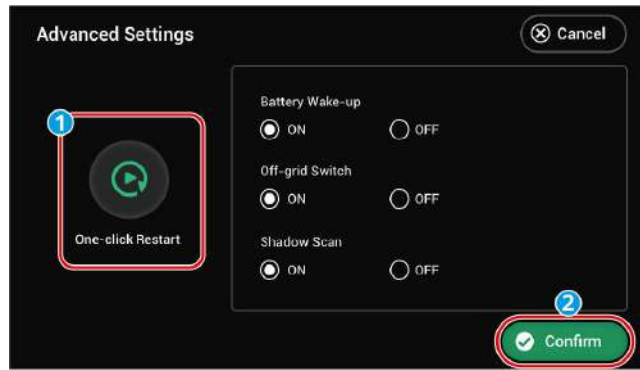 Advanced Settings
Cancel
1
One-click Restart
Battery Wake-up
ON OFF
Off-grid Switch
ON OFF
Shadow Scan
ON OFF
2
Confirm